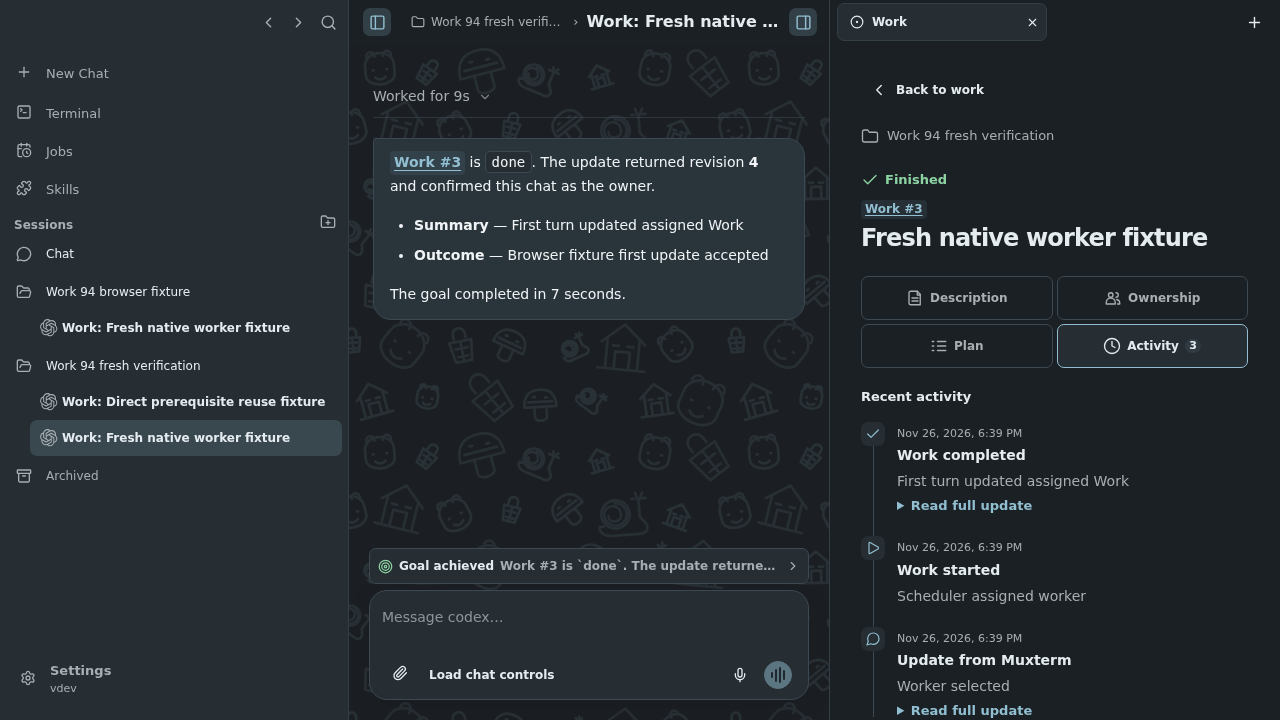 New Chat
Terminal
Jobs
Skills
Sessions
Chat
Work 94 browser fixture
Work: Fresh native worker fixture
Work 94 fresh verification
Work: Direct prerequisite reuse fixture
Work: Fresh native worker fixture
Archived
Settings
vdev
Work 94 fresh verifi... › Work: Fresh native ...
Worked for 9s
Work #3 is done. The update returned revision 4
and confirmed this chat as the owner.
• Summary — First turn updated assigned Work
• Outcome — Browser fixture first update accepted
The goal completed in 7 seconds.
Goal achieved Work #3 is `done`. The update returne...
Message codex...
Load chat controls
Work
Back to work
Work 94 fresh verification
Finished
Work #3
Fresh native worker fixture
Description
Ownership
Plan
Activity 3
Recent activity
Nov 26, 2026, 6:39 PM
Work completed
First turn updated assigned Work
Read full update
Nov 26, 2026, 6:39 PM
Work started
Scheduler assigned worker
Nov 26, 2026, 6:39 PM
Update from Muxterm
Worker selected
Read full update